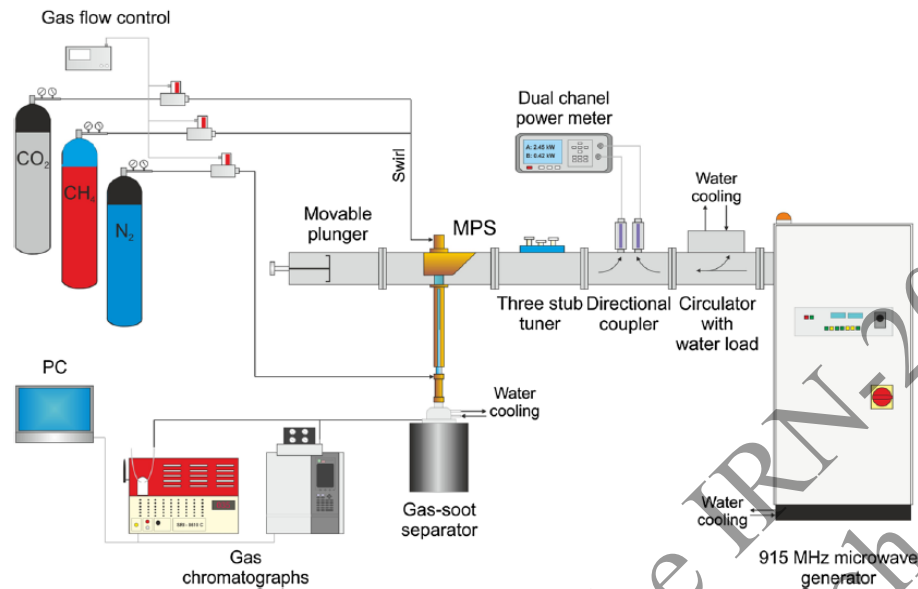 Gas flow control
CO2
CH4
N2
Swirl
Movable
plunger
MPS
Dual chanel
power meter
A: 2.45 kW
B: 0.42 kW
Water
cooling
Three stub
tuner
Directional
coupler
Circulator
with
water load
PC
Water
cooling
Gas-soot
separator
Gas
chromatographs
Water
cooling
915 MHz microwave
generator